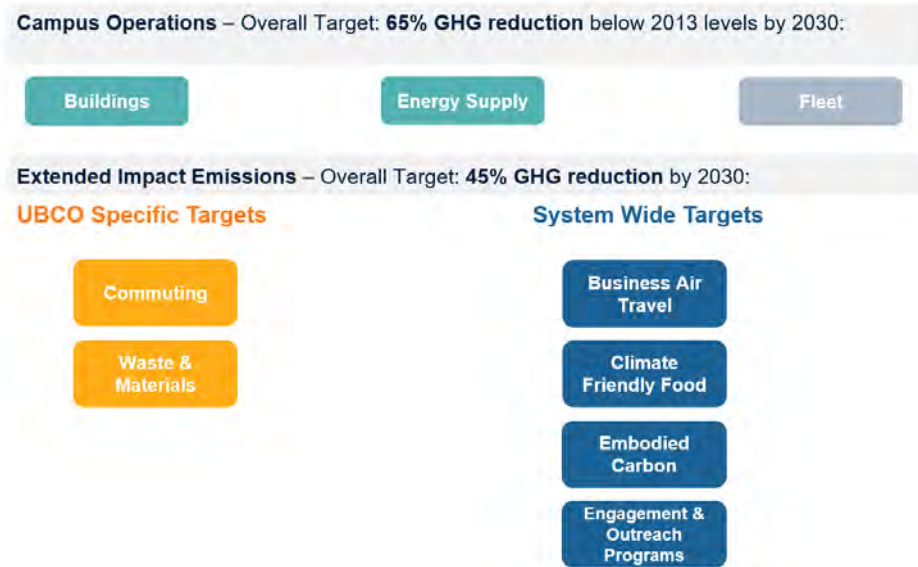 Campus Operations – Overall Target: 65% GHG reduction below 2013 levels by 2030:
Buildings
Energy Supply
Fleet
Extended Impact Emissions – Overall Target: 45% GHG reduction by 2030:
UBCO Specific Targets
Commuting
Waste &
Materials
System Wide Targets
Business Air
Travel
Climate
Friendly Food
Embodied
Carbon
Engagement &
Outreach
Programs